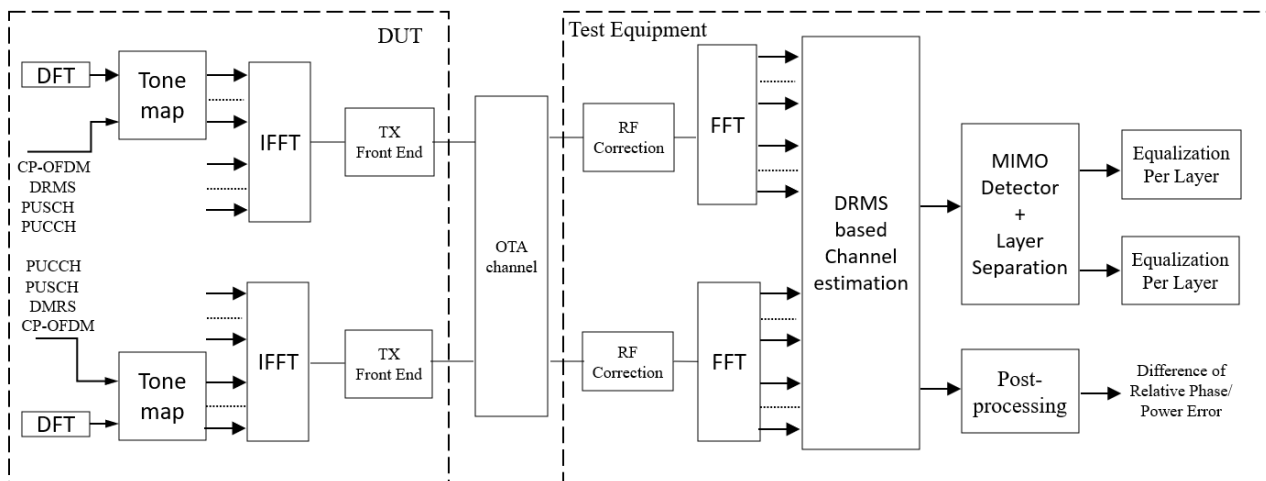 DUT
DFT
Tone
map
CP-OFDM
DRMS
PUSCH
PUCCH
IFFT
TX
Front End
PUCCH
PUSCH
DMRS
CP-OFDM
DFT
Tone
map
IFFT
TX
Front End
OTA
channel
Test Equipment
RF
Correction
FFT
RF
Correction
FFT
DRMS
based
Channel
estimation
MIMO
Detector
+
Layer
Separation
Equalization
Per Layer
Equalization
Per Layer
Post-
processing
Difference of
Relative Phase/
Power Error